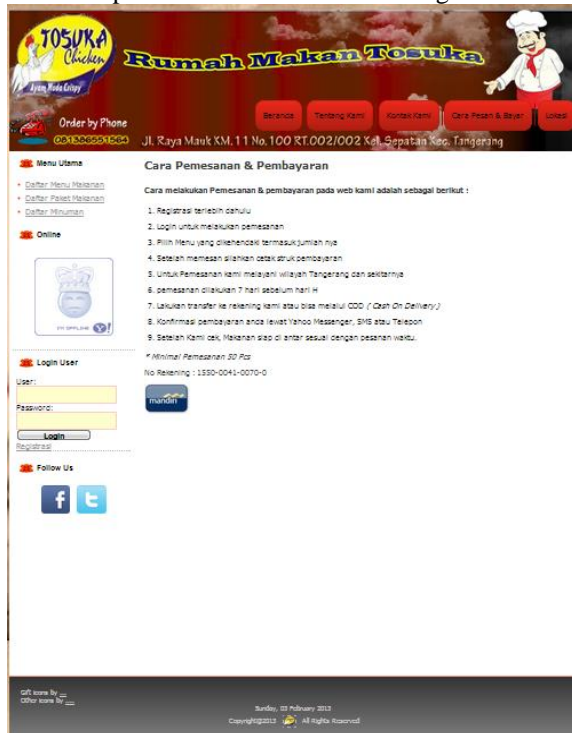 TOSUKA
Chicken
Rumah Makan Tosuka
Order by Phone
081386551564
Beranda
Tentang Kami
Kontak Kami
Cara Pesan & Bayar
Lokasi
Jl. Raya Mauk KM. 11 No. 100 RT.002/002 Kel. Sepatan Kec. Tangerang
Menu Utama
Daftar Menu Makanan
Daftar Paket Makanan
Daftar Minuman
Online
I'M OFFLINE
Login User
User:
Password:
Login
Registrasi
Follow Us
Cara Pemesanan & Pembayaran
Cara melakukan Pemesanan & pembayaran pada web kami adalah sebagai berikut :
1. Registrasi terlebih dahulu
2. Login untuk melakukan pemesanan
3. Pilih Menu yang dikehendaki termasuk jumlah nya
4. Setelah memesan silahkan cetak struk pembayaran
5. Untuk Pemesanan kami melayani wilayah Tangerang dan sekitarnya
6. pemesanan dilakukan 7 hari sebelum hari H
7. Lakukan transfer ke rekening kami atau bisa melalui COD ( Cash On Delivery )
8. Konfirmasi pembayaran anda lewat Yahoo Messenger, SMS atau Telepon
9. Setelah Kami cek, Makanan siap di antar sesuai dengan pesanan waktu.
* Minimal Pemesanan 50 Pcs
No Rekening : 1550-0041-0070-0
mandiri
Gift icons by
Other icons by
Sunday, 03 February 2013
Copyright@2013 All Rights Reserved